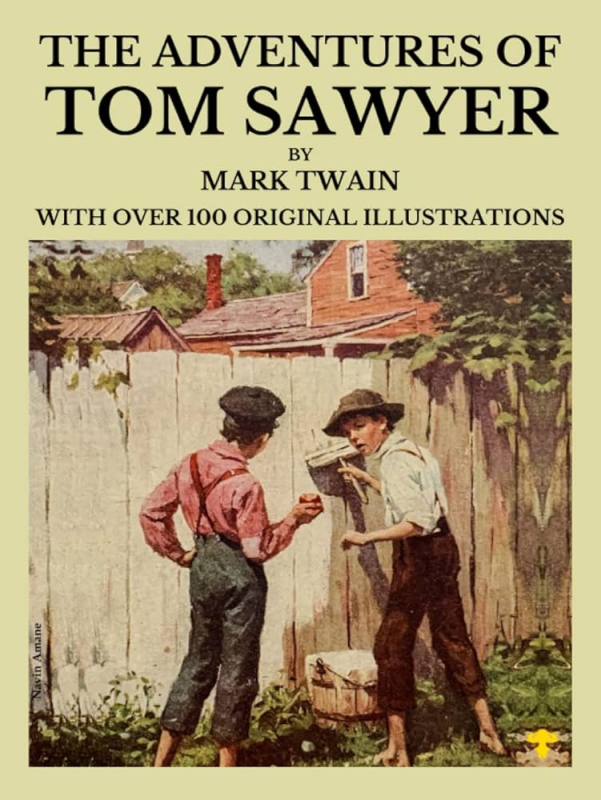 THE ADVENTURES OF
TOM SAWYER
BY
MARK TWAIN
WITH OVER 100 ORIGINAL ILLUSTRATIONS
Navin Amane